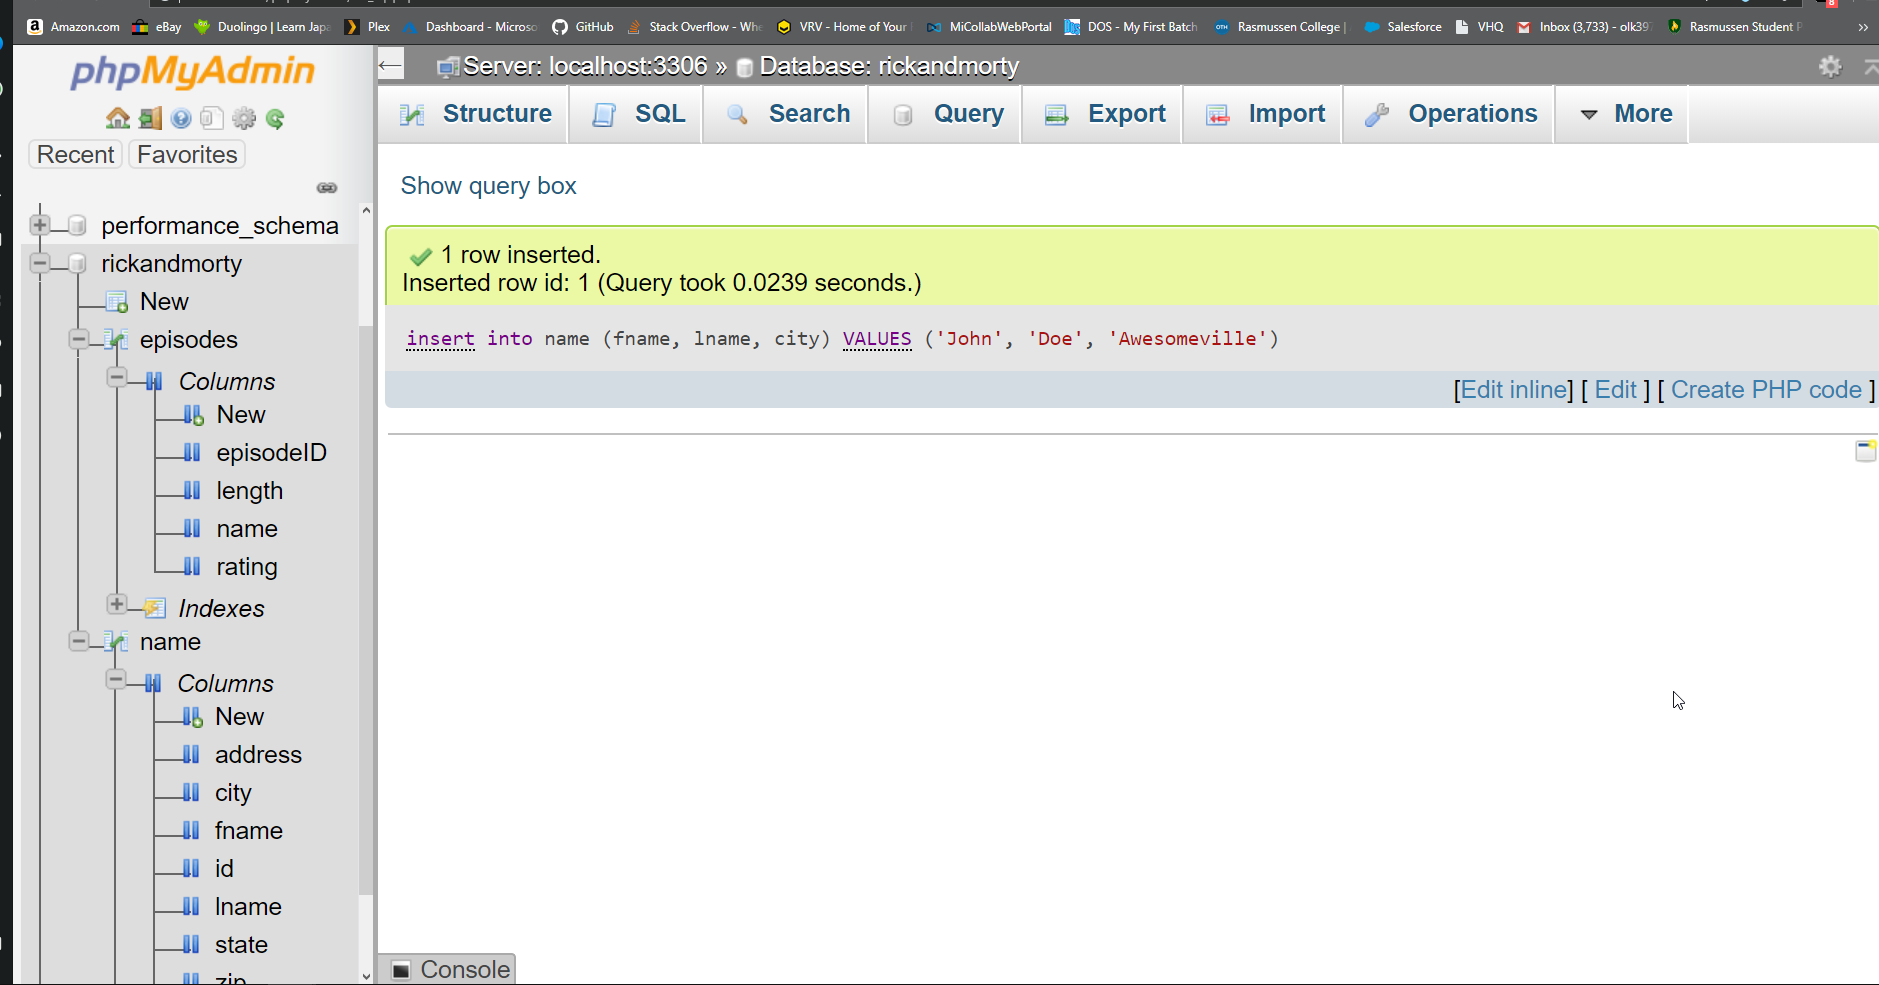 Amazon.com eBay Duolingo | Learn Japa Plex Dashboard - Microso GitHub Stack Overflow - Whe VRV - Home of Your MiCollabWebPortal DOS - My First Batch Rasmussen College | Salesforce VHQ Inbox (3,733) - olk397 Rasmussen Student P »
phpMyAdmin
Server: localhost:3306 » Database: rickandmorty
Structure SQL Search Query Export Import Operations More
Recent Favorites
Show query box
performance_schema
rickandmorty
New
episodes
Columns
New
episodeID
length
name
rating
Indexes
name
Columns
New
address
city
fname
id
lname
state
zip
1 row inserted.
Inserted row id: 1 (Query took 0.0239 seconds.)
insert into name (fname, lname, city) VALUES ('John', 'Doe', 'Awesomeville')
[Edit inline] [ Edit ] [ Create PHP code ]
Console